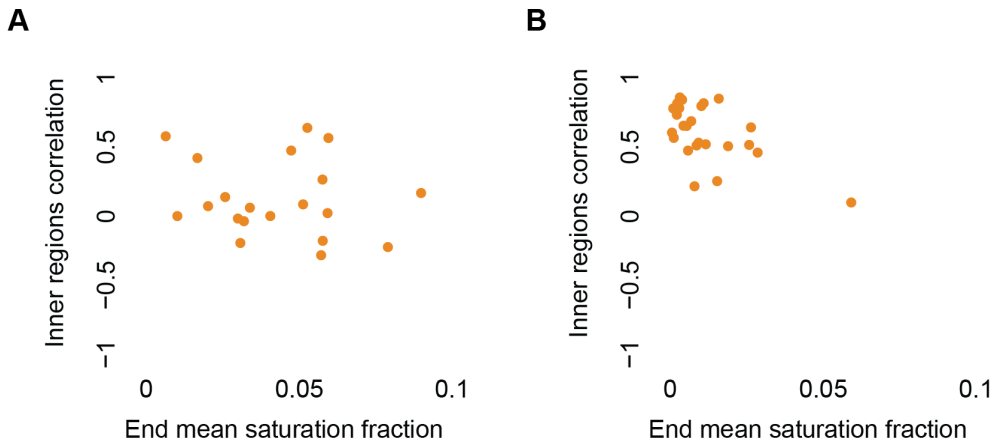 A
Inner regions correlation
1
0.5
0
−0.5
−1
0
0.05
0.1
End mean saturation fraction
B
Inner regions correlation
1
0.5
0
−0.5
−1
0
0.05
0.1
End mean saturation fraction